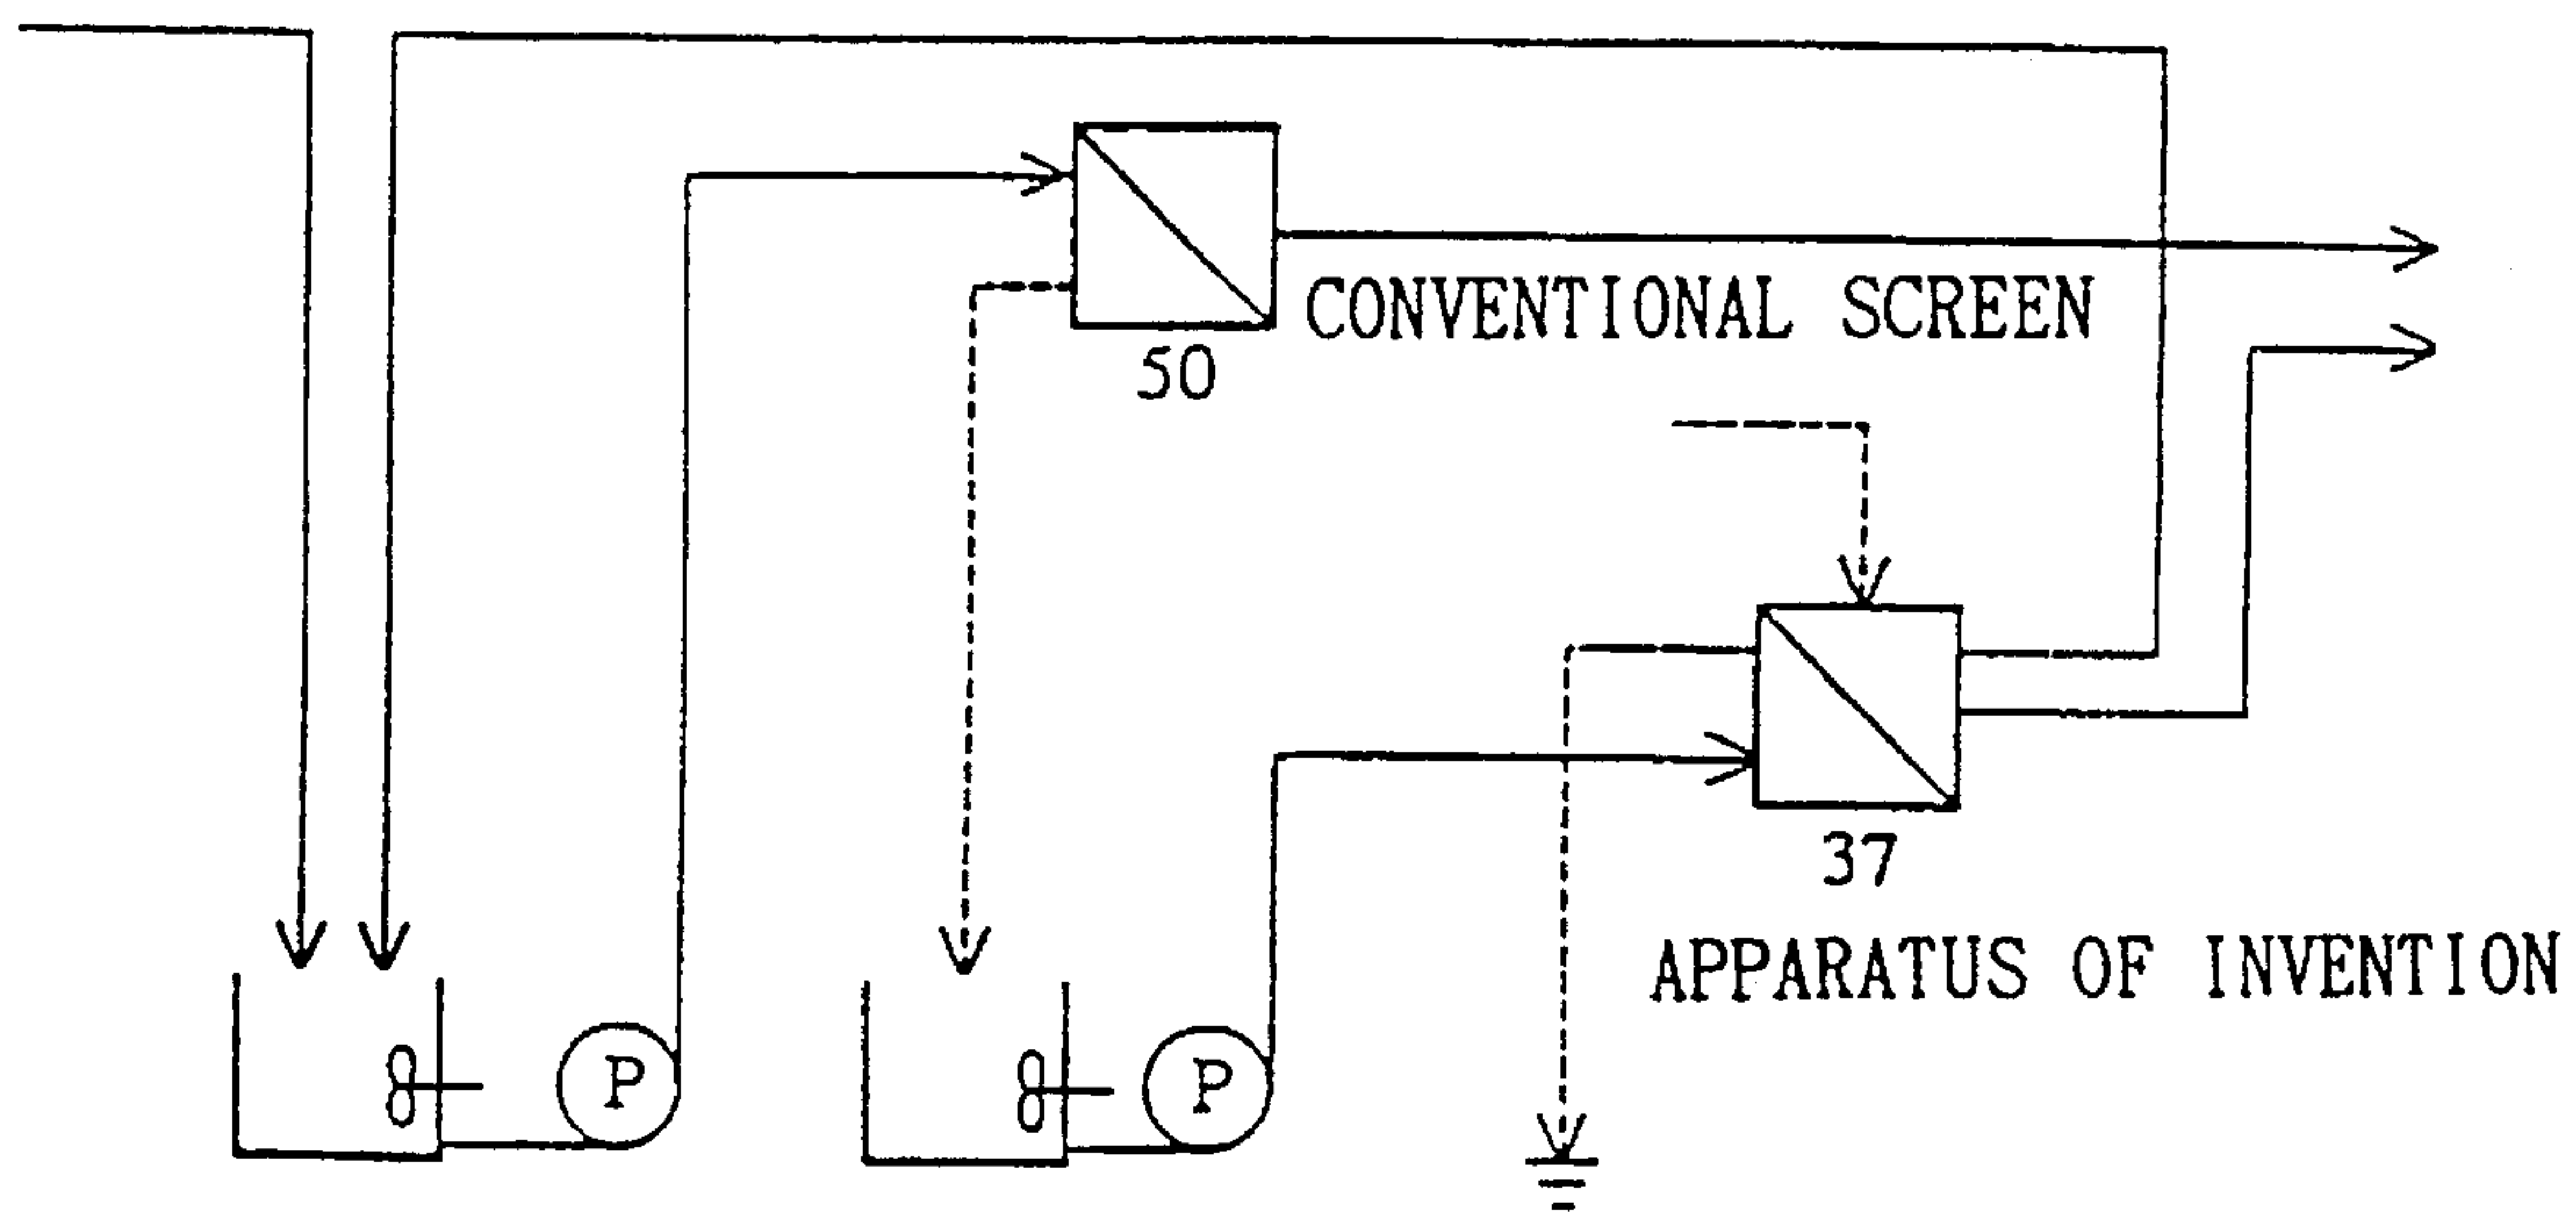 CONVENTIONAL SCREEN
50
37
APPARATUS OF INVENTION
P
P